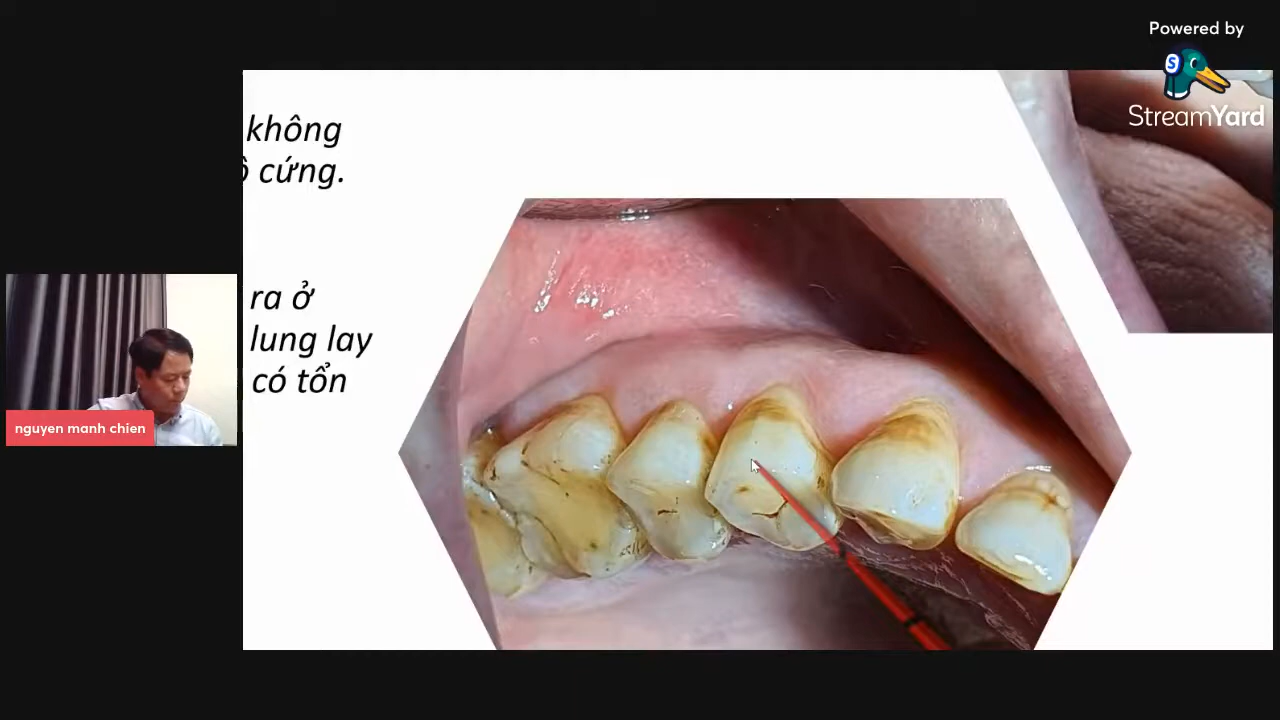 Powered by
StreamYard
không
cứng.
ra ở
lung lay
có tổn
nguyen manh chien